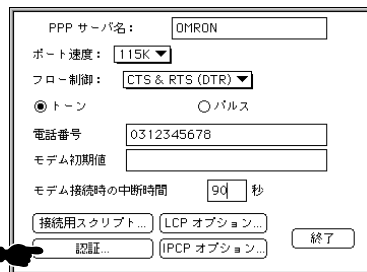 PPP サーバ名： OMRON
ポート速度： 115K ▼
フロー制御： CTS & RTS (DTR) ▼
トーン パルス
電話番号 0312345678
モデム初期値
モデム接続時の中断時間 90 秒
接続用スクリプト... LCP オプション...
認証... IPCP オプション... 終了